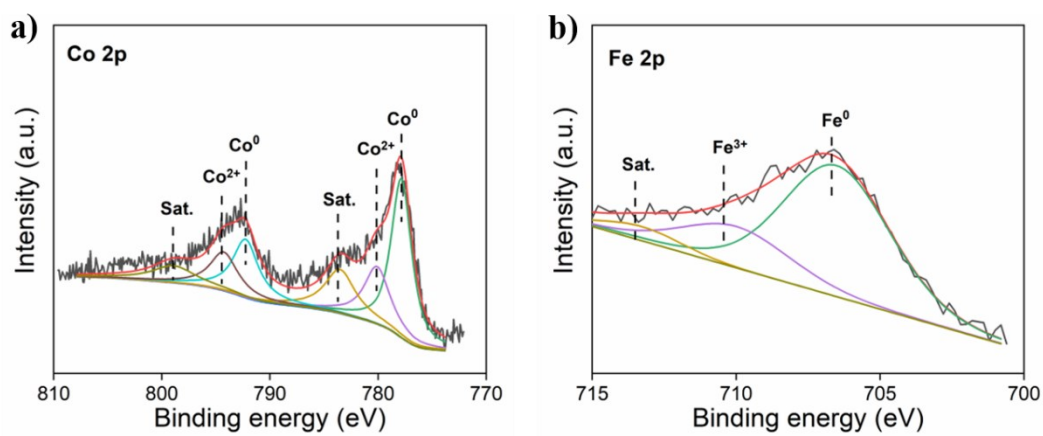 a)
Co 2p
Co⁰
Co²⁺
Sat.
Co⁰
Co²⁺
Sat.
Intensity (a.u.)
810 800 790 780 770
Binding energy (eV)
b)
Fe 2p
Fe⁰
Fe³⁺
Sat.
Intensity (a.u.)
715 710 705 700
Binding energy (eV)